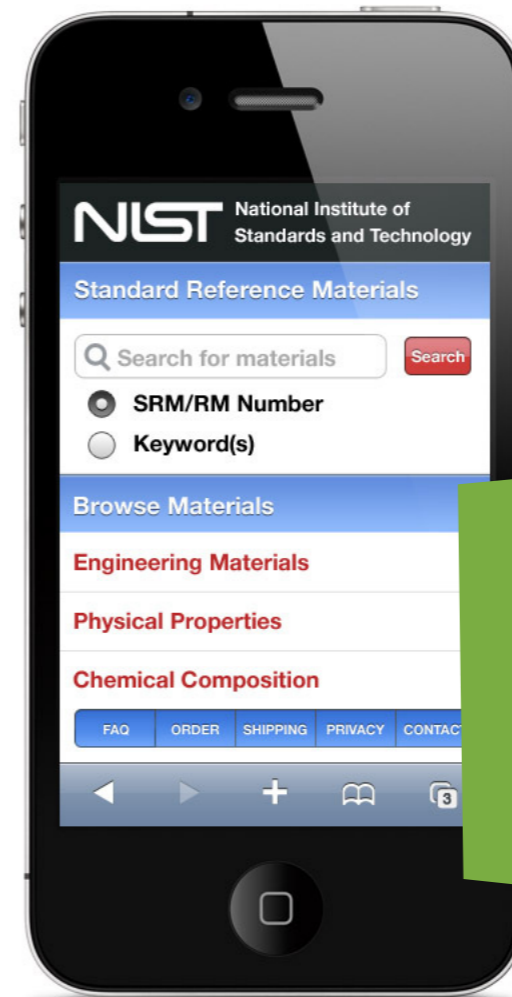 NIST National Institute of
Standards and Technology
Standard Reference Materials
Search for materials Search
SRM/RM Number
Keyword(s)
Browse Materials
Engineering Materials
Physical Properties
Chemical Composition
FAQ ORDER SHIPPING PRIVACY CONTACT
3